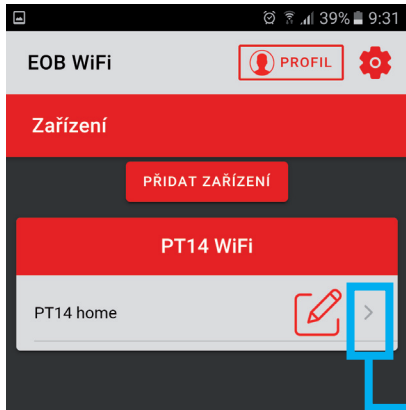 39% 9:31
EOB WiFi PROFIL
Zařízení
PŘIDAT ZAŘÍZENÍ
PT14 WiFi
PT14 home